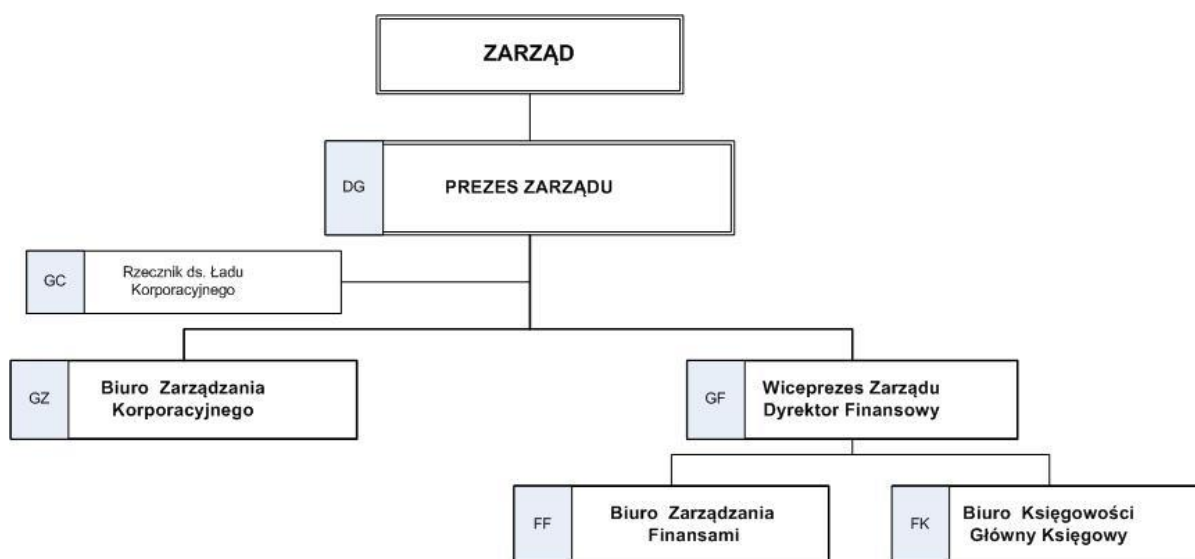 ZARZĄD
DG
PREZES ZARZĄDU
GC
Rzecznik ds. Ładu
Korporacyjnego
GZ
Biuro Zarządzania
Korporacyjnego
GF
Wiceprezes Zarządu
Dyrektor Finansowy
FF
Biuro Zarządzania
Finansami
FK
Biuro Księgowości
Główny Księgowy